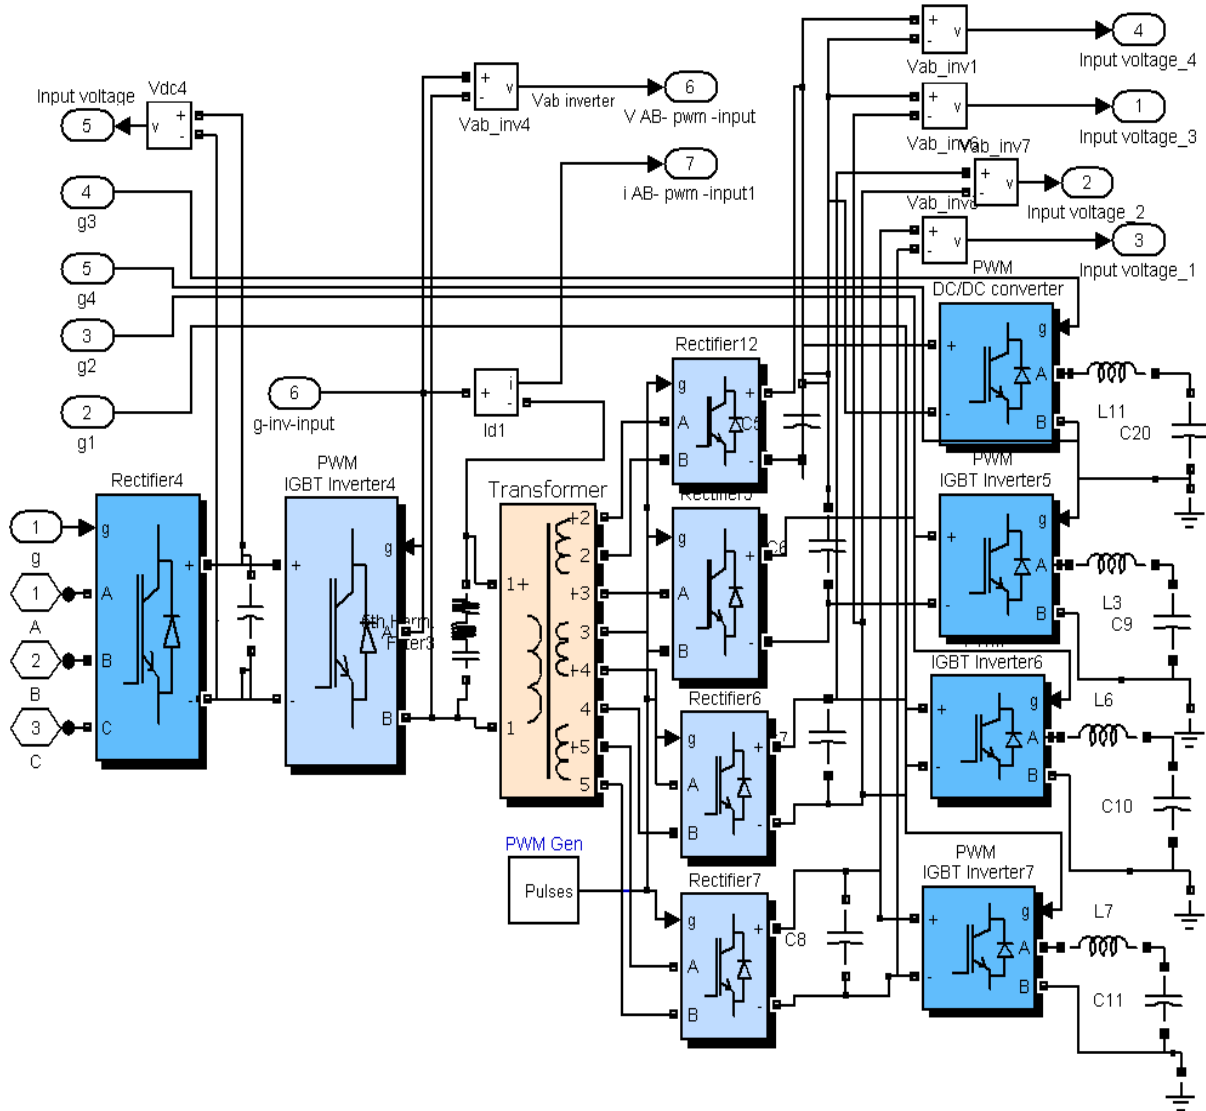 4
Vab_inv1
Input voltage_4
+
-
v
Input voltage
Vdc4
5
v
+
-
+
-
v
Vab_inv4
Vab inverter
6
V AB- pwm -input
+
-
v
1
Input voltage_3
Vab_inv7
+
-
v
2
Input voltage_2
7
i AB- pwm -input1
4
g3
+
-
v
3
Input voltage_1
5
g4
3
g2
2
g1
PWM
DC/DC converter
g
+
A
-
B
L11
C20
Rectifier12
g
A
B
+
-
6
g-inv-input
+
i
-
Id1
PWM
IGBT Inverter5
g
+
A
-
B
L3
C9
Rectifier4
g
A
B
C
+
-
PWM
IGBT Inverter4
g
+
A
-
B
Transformer
1+
1
+2
2
+3
3
+4
4
+5
5
g
A
B
+
-
1
g
1
A
2
B
3
C
IGBT Inverter6
g
+
A
-
B
L6
C10
Rectifier6
g
A
B
+
-
PWM Gen
Pulses
Rectifier7
g
A
B
+
-
C8
PWM
IGBT Inverter7
g
+
A
-
B
L7
C11